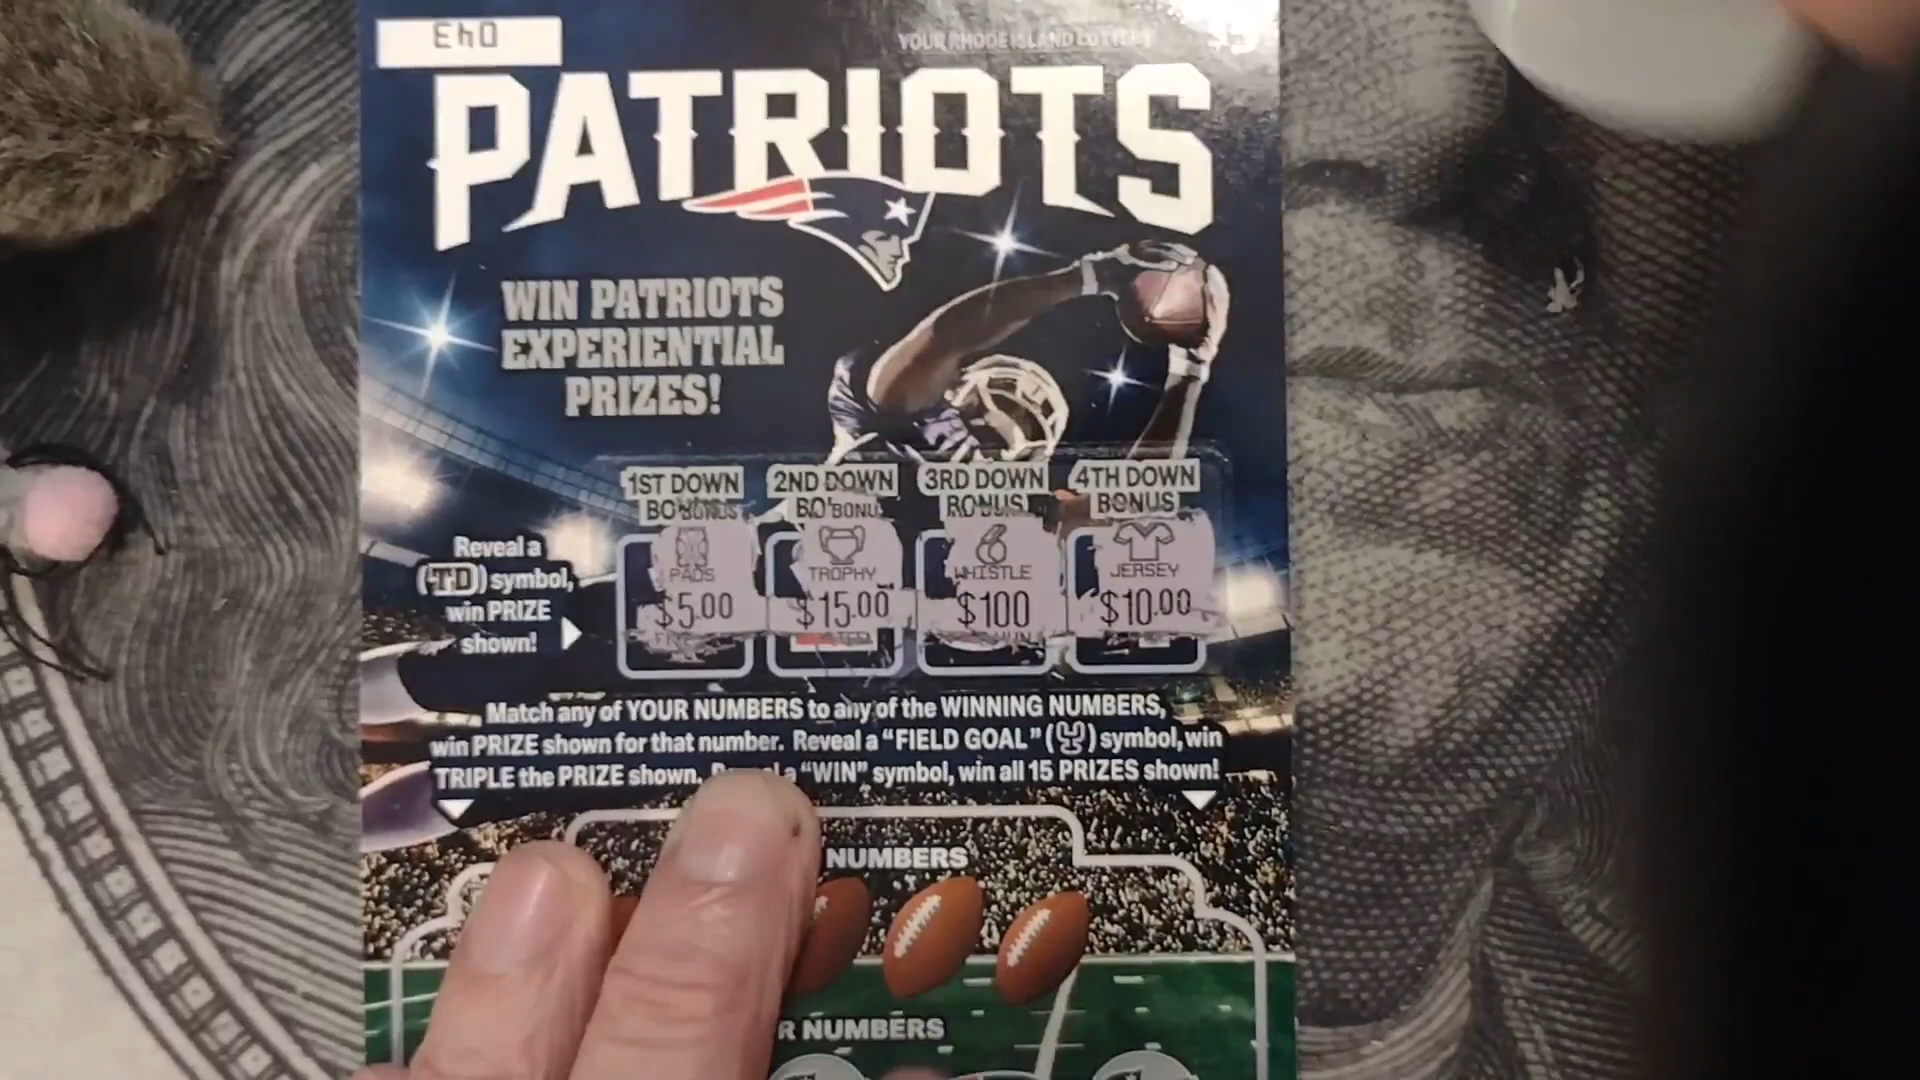 043
YOUR RHODE ISLAND LOTTERY
PATRIOTS
WIN PATRIOTS
EXPERIENTIAL
PRIZES!
1ST DOWN 2ND DOWN 3RD DOWN 4TH DOWN
BONUS BONUS BONUS BONUS
Reveal a
(TD) symbol,
win PRIZE
shown!
PADS TROPHY WHISTLE JERSEY
$5.00 $15.00 $100 $10.00
Match any of YOUR NUMBERS to any of the WINNING NUMBERS,
win PRIZE shown for that number. Reveal a "FIELD GOAL" ( ) symbol, win
TRIPLE the PRIZE shown. a "WIN" symbol, win all 15 PRIZES shown!
NUMBERS
R NUMBERS